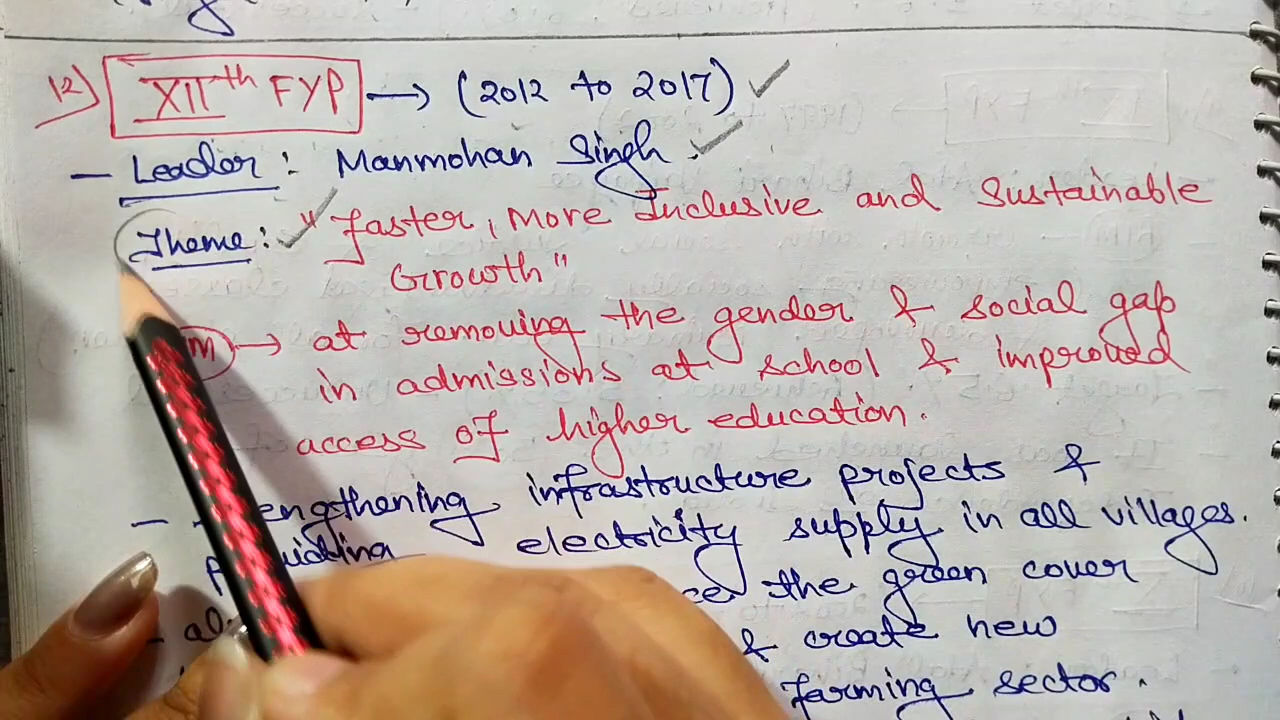 12) XIIth FYP → (2012 to 2017) ✓
- Leader: Manmohan Singh. ✓
Theme: ✓ "Faster, More Inclusive and Sustainable
Growth"
→ at removing the gender & social gap
in admissions at school & improved
access of higher education.
- engthening infrastructure projects &
electricity supply in all villages.
the green cover
& create new
farming sector.